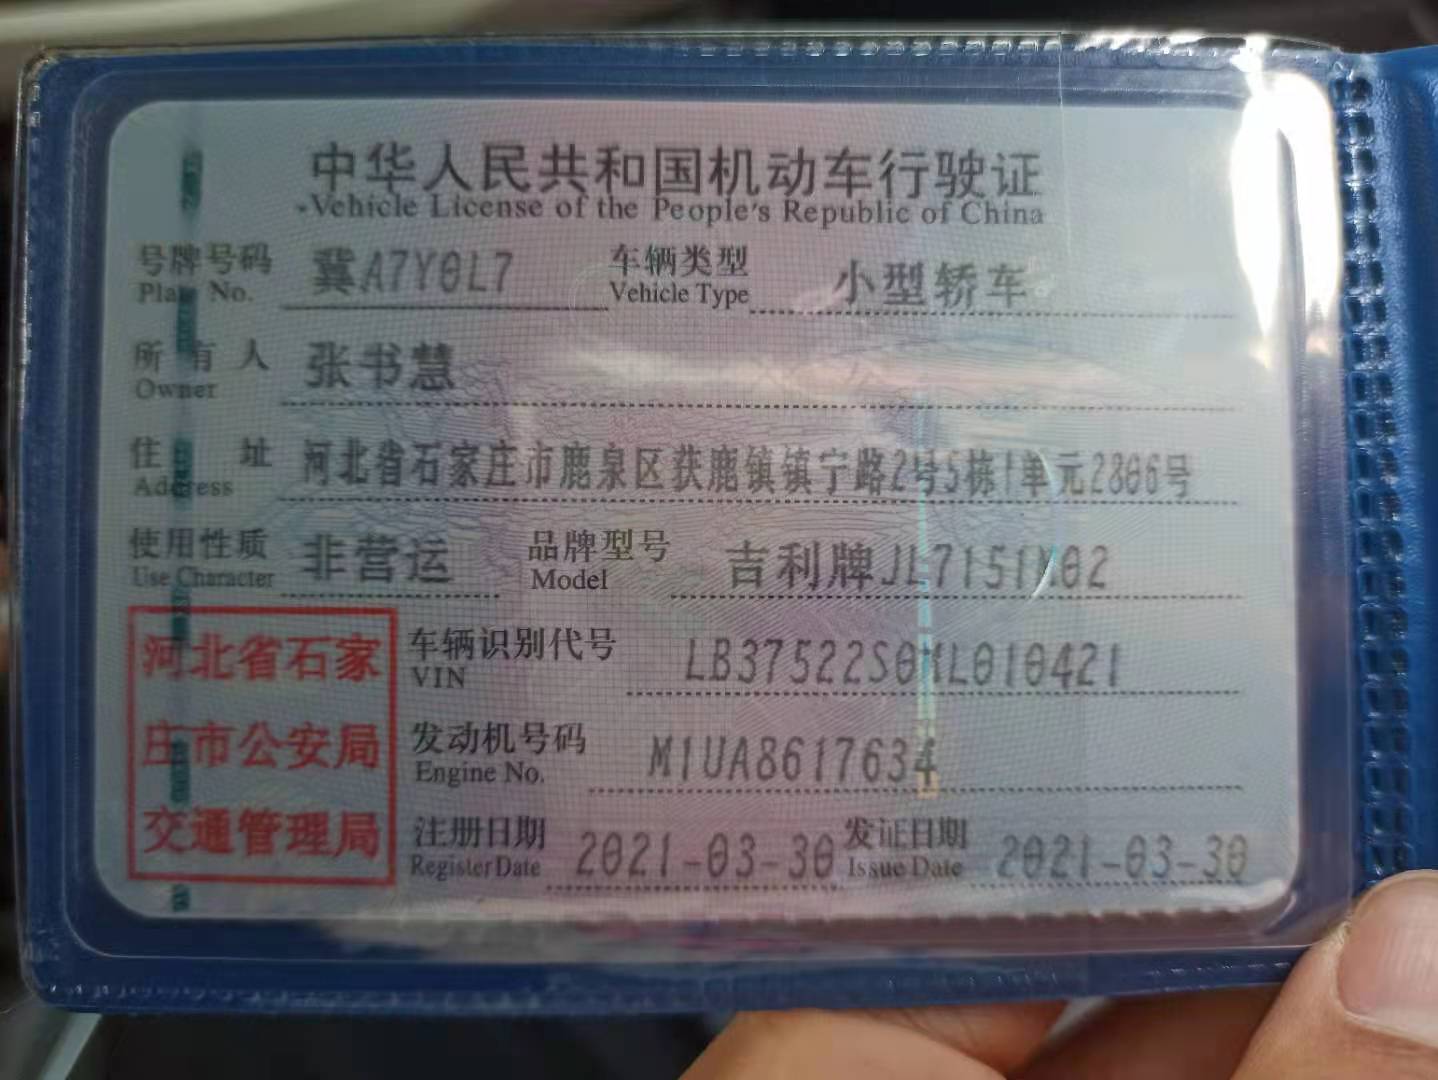 中华人民共和国机动车行驶证
Vehicle License of the People's Republic of China
号牌号码 冀A7Y0L7 车辆类型 小型轿车
Plate No. Vehicle Type
所有人 张书慧
Owner
住址 河北省石家庄市鹿泉区获鹿镇镇宁路2号5栋1单元2806号
Address
使用性质 非营运 品牌型号 吉利牌JL7151X02
Use Character Model
河北省石家
庄市公安局
交通管理局
车辆识别代号 LB37522S0ML010421
VIN
发动机号码 M1UA8617634
Engine No.
注册日期 2021-03-30 发证日期 2021-03-30
Register Date Issue Date